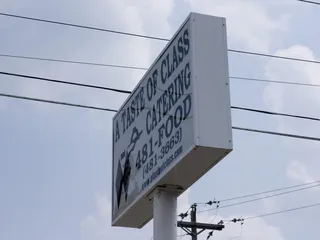 A TASTE OF CLASS
CATERING
481-FOOD
(481-3663)